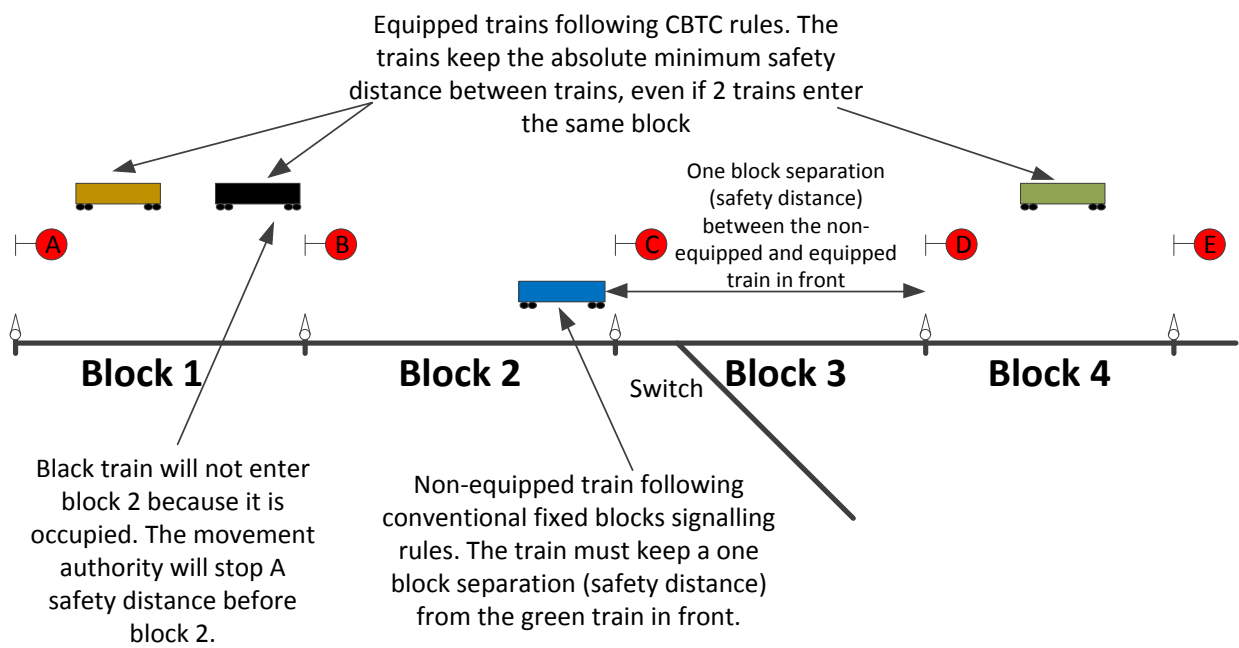 Equipped trains following CBTC rules. The
trains keep the absolute minimum safety
distance between trains, even if 2 trains enter
the same block
One block separation
(safety distance)
between the non-
equipped and equipped
train in front
A
B
C
D
E
Block 1
Block 2
Switch
Block 3
Block 4
Black train will not enter
block 2 because it is
occupied. The movement
authority will stop A
safety distance before
block 2.
Non-equipped train following
conventional fixed blocks signalling
rules. The train must keep a one
block separation (safety distance)
from the green train in front.